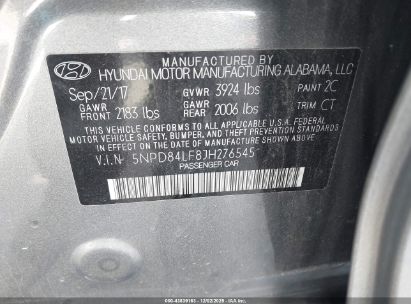 MANUFACTURED BY
HYUNDAI MOTOR MANUFACTURING ALABAMA, LLC
Sep/21/17 GVWR 3924 lbs PAINT 2C
GAWR FRONT 2183 lbs GAWR REAR 2006 lbs TRIM CT
THIS VEHICLE CONFORMS TO ALL APPLICABLE U.S.A. FEDERAL
MOTOR VEHICLE SAFETY, BUMPER, AND THEFT PREVENTION STANDARDS
IN EFFECT ON THE DATE OF MANUFACTURE SHOWN ABOVE.
V.I.N: 5NPD84LF8JH276545
PASSENGER CAR